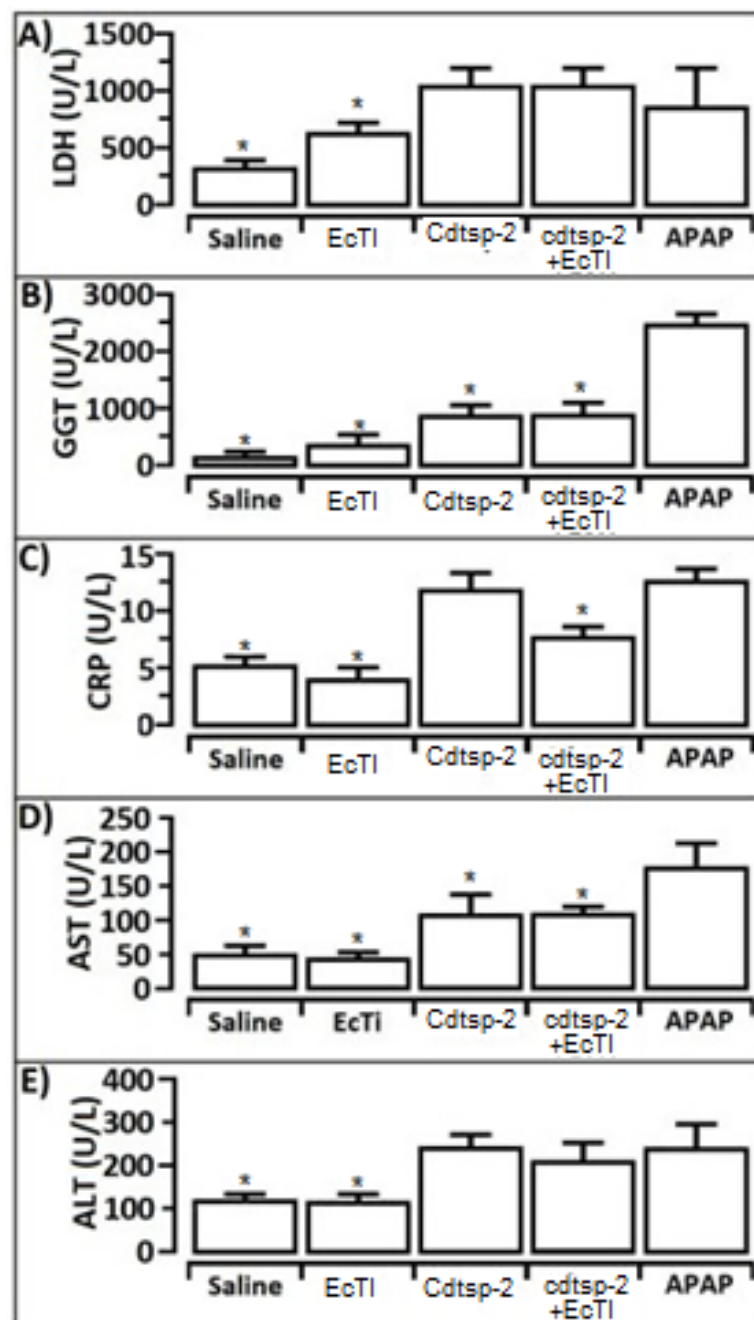 A)
LDH (U/L)
1500
1000
500
0
*
*
Saline EcTI Cdtsp-2 cdtsp-2 APAP
+EcTI
B)
GGT (U/L)
3000
2000
1000
0
*
*
*
*
Saline EcTI Cdtsp-2 cdtsp-2 APAP
+EcTI
C)
CRP (U/L)
15
10
5
0
*
*
*
Saline EcTI Cdtsp-2 cdtsp-2 APAP
+EcTI
D)
AST (U/L)
250
200
150
100
50
0
*
*
*
*
Saline EcTi Cdtsp-2 cdtsp-2 APAP
+EcTI
E)
ALT (U/L)
400
300
200
100
0
*
*
Saline EcTI Cdtsp-2 cdtsp-2 APAP
+EcTI